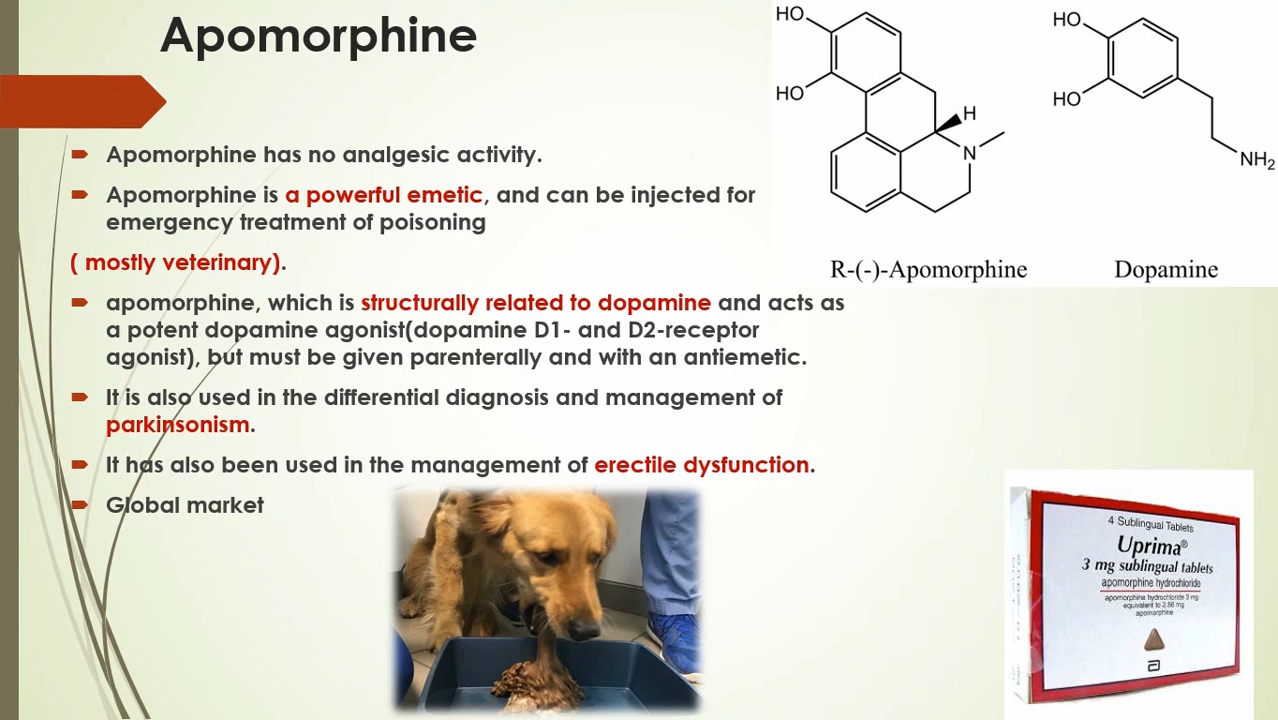 Apomorphine
Apomorphine has no analgesic activity.
Apomorphine is a powerful emetic, and can be injected for
emergency treatment of poisoning
( mostly veterinary).
apomorphine, which is structurally related to dopamine and acts as
a potent dopamine agonist(dopamine D1- and D2-receptor
agonist), but must be given parenterally and with an antiemetic.
It is also used in the differential diagnosis and management of
parkinsonism.
It has also been used in the management of erectile dysfunction.
Global market
HO
HO
H
N
R-(-)-Apomorphine
HO
HO
NH2
Dopamine
4 Sublingual Tablets
Uprima®
3 mg sublingual tablets
apomorphine hydrochloride
apomorphine hydrochloride 3 mg
equivalent to 2.56 mg
apomorphine